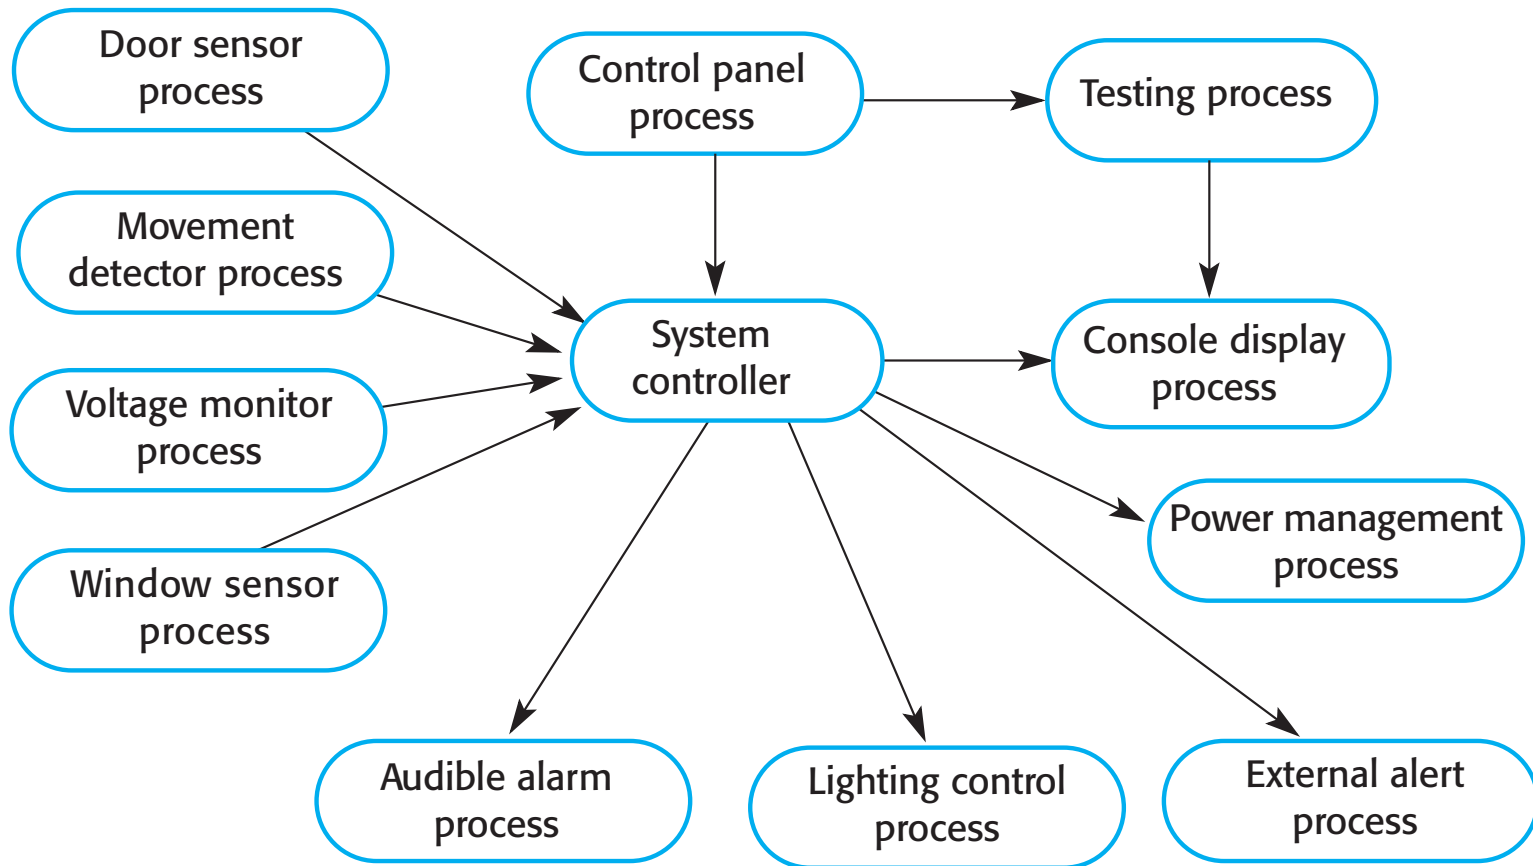 Door sensor
process
Control panel
process
Testing process
Movement
detector process
System
controller
Console display
process
Voltage monitor
process
Power management
process
Window sensor
process
Audible alarm
process
Lighting control
process
External alert
process